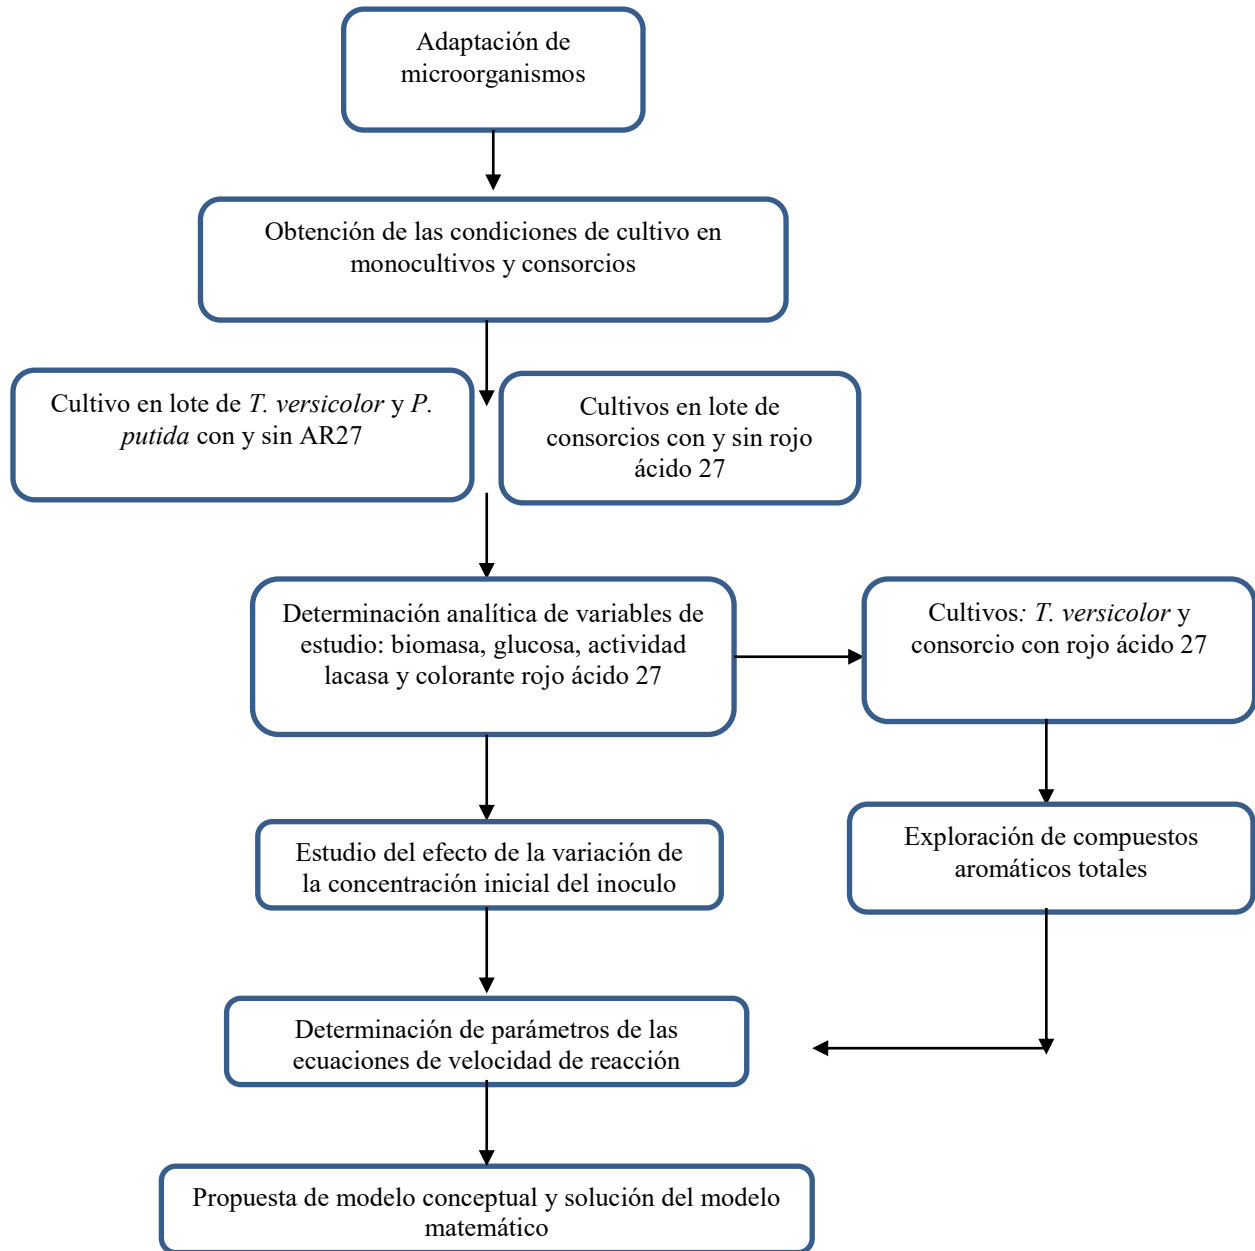 Adaptación de
microorganismos
Obtención de las condiciones de cultivo en
monocultivos y consorcios
Cultivo en lote de T. versicolor y P.
putida con y sin AR27
Cultivos en lote de
consorcios con y sin rojo
ácido 27
Determinación analítica de variables de
estudio: biomasa, glucosa, actividad
lacasa y colorante rojo ácido 27
Cultivos: T. versicolor y
consorcio con rojo ácido 27
Estudio del efecto de la variación de
la concentración inicial del inoculo
Exploración de compuestos
aromáticos totales
Determinación de parámetros de las
ecuaciones de velocidad de reacción
Propuesta de modelo conceptual y solución del modelo
matemático